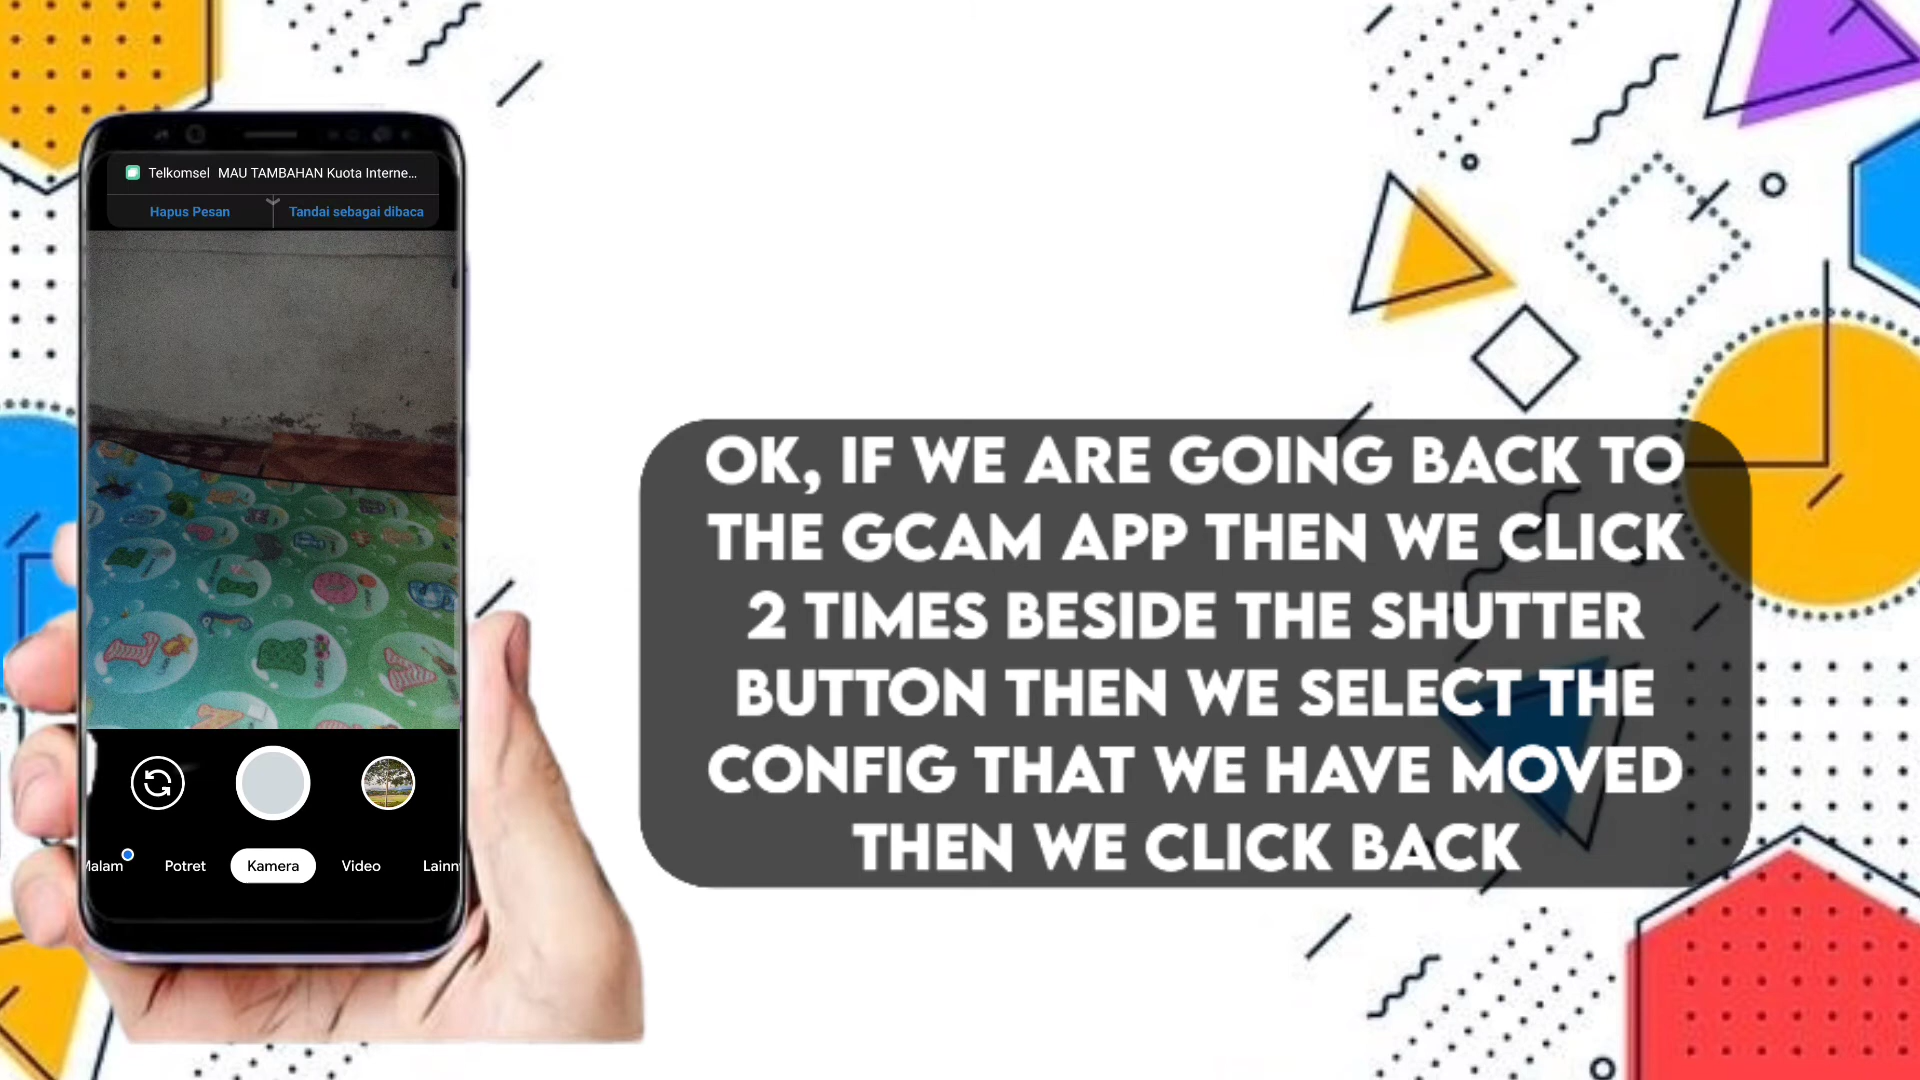 Telkomsel MAU TAMBAHAN Kuota Interne...
Hapus Pesan Tandai sebagai dibaca
Malam Potret Kamera Video Lainn
OK, IF WE ARE GOING BACK TO
THE GCAM APP THEN WE CLICK
2 TIMES BESIDE THE SHUTTER
BUTTON THEN WE SELECT THE
CONFIG THAT WE HAVE MOVED
THEN WE CLICK BACK